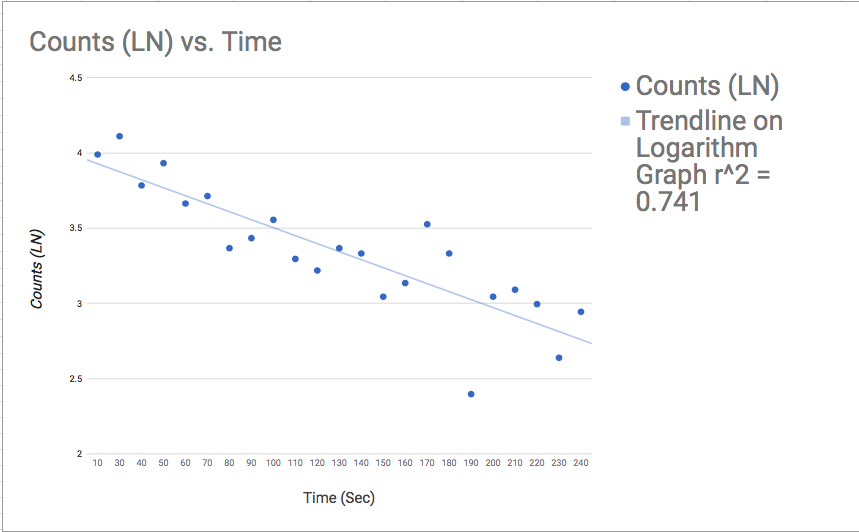 Counts (LN) vs. Time
4.5
4
3.5
3
2.5
2
Counts (LN)
10 30 40 50 60 70 80 90 100 110 120 130 140 150 160 170 180 190 200 210 220 230 240
Time (Sec)
Counts (LN)
Trendline on
Logarithm
Graph r^2 =
0.741